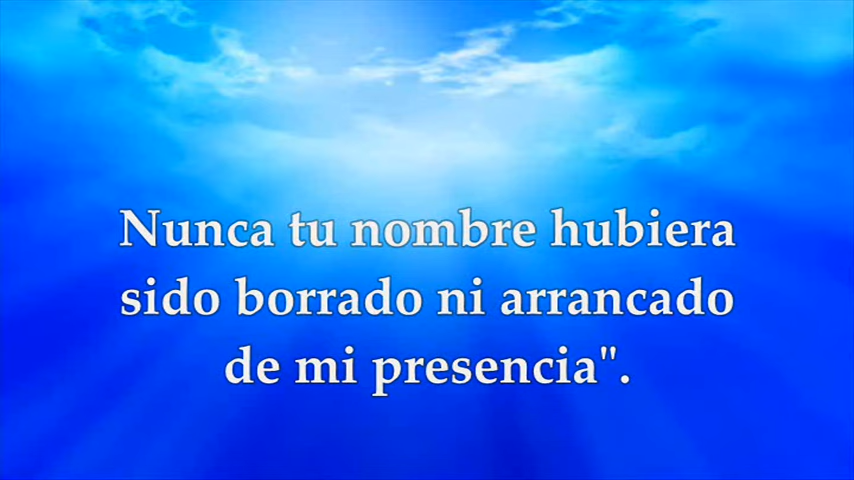 Nunca tu nombre hubiera
sido borrado ni arrancado
de mi presencia".